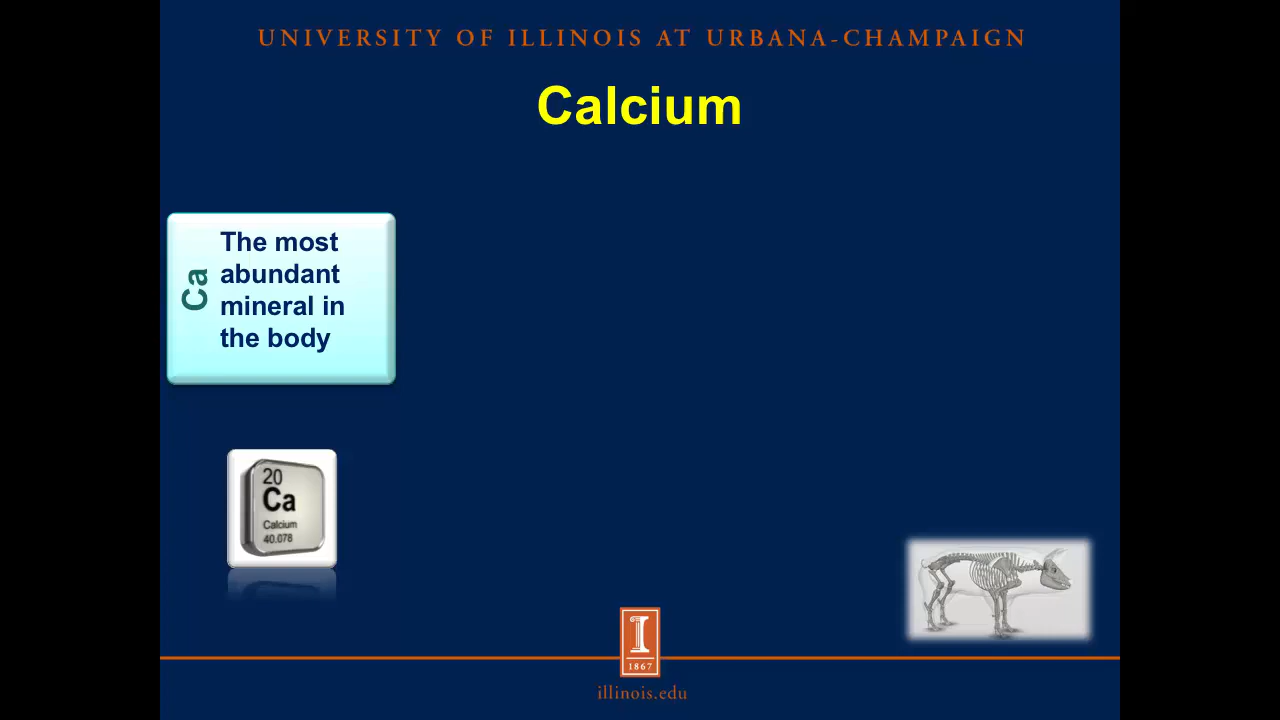 UNIVERSITY OF ILLINOIS AT URBANA-CHAMPAIGN
Calcium
Ca
The most
abundant
mineral in
the body
20
Ca
Calcium
40.078
I
1867
illinois.edu